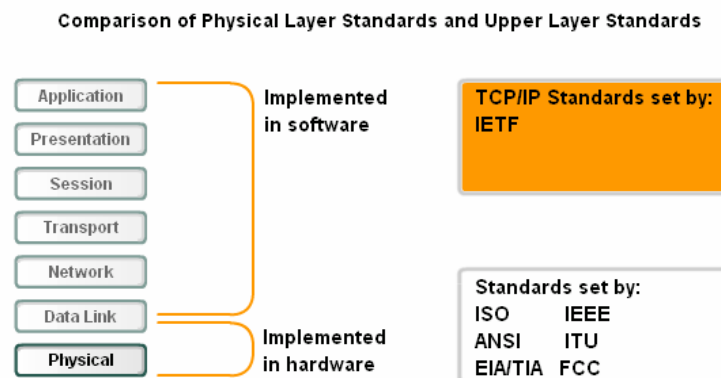 Comparison of Physical Layer Standards and Upper Layer Standards
Application
Presentation
Session
Transport
Network
Data Link
Physical
Implemented
in software
Implemented
in hardware
TCP/IP Standards set by:
IETF
Standards set by:
ISO IEEE
ANSI ITU
EIA/TIA FCC